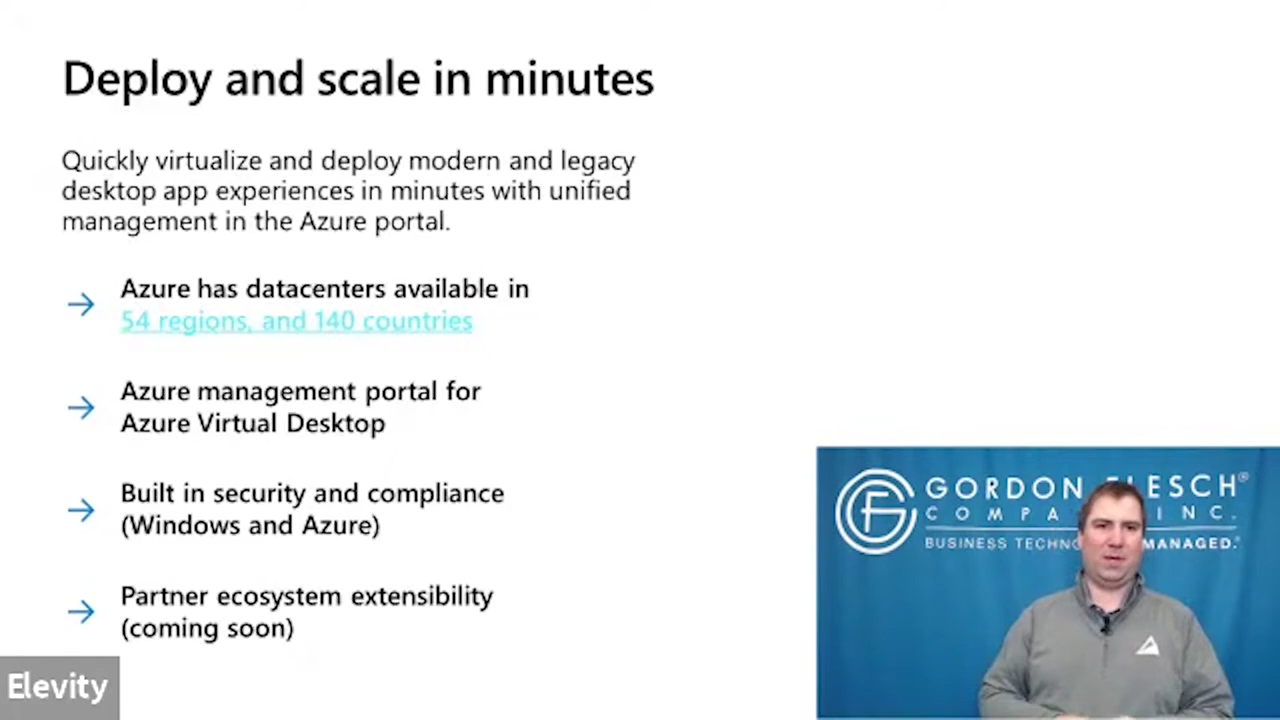 Deploy and scale in minutes
Quickly virtualize and deploy modern and legacy
desktop app experiences in minutes with unified
management in the Azure portal.
→ Azure has datacenters available in
54 regions, and 140 countries
→ Azure management portal for
Azure Virtual Desktop
→ Built in security and compliance
(Windows and Azure)
→ Partner ecosystem extensibility
(coming soon)
Elevity
GORDON FLESCH®
COMPA INC.
BUSINESS TECHNO MANAGED.®